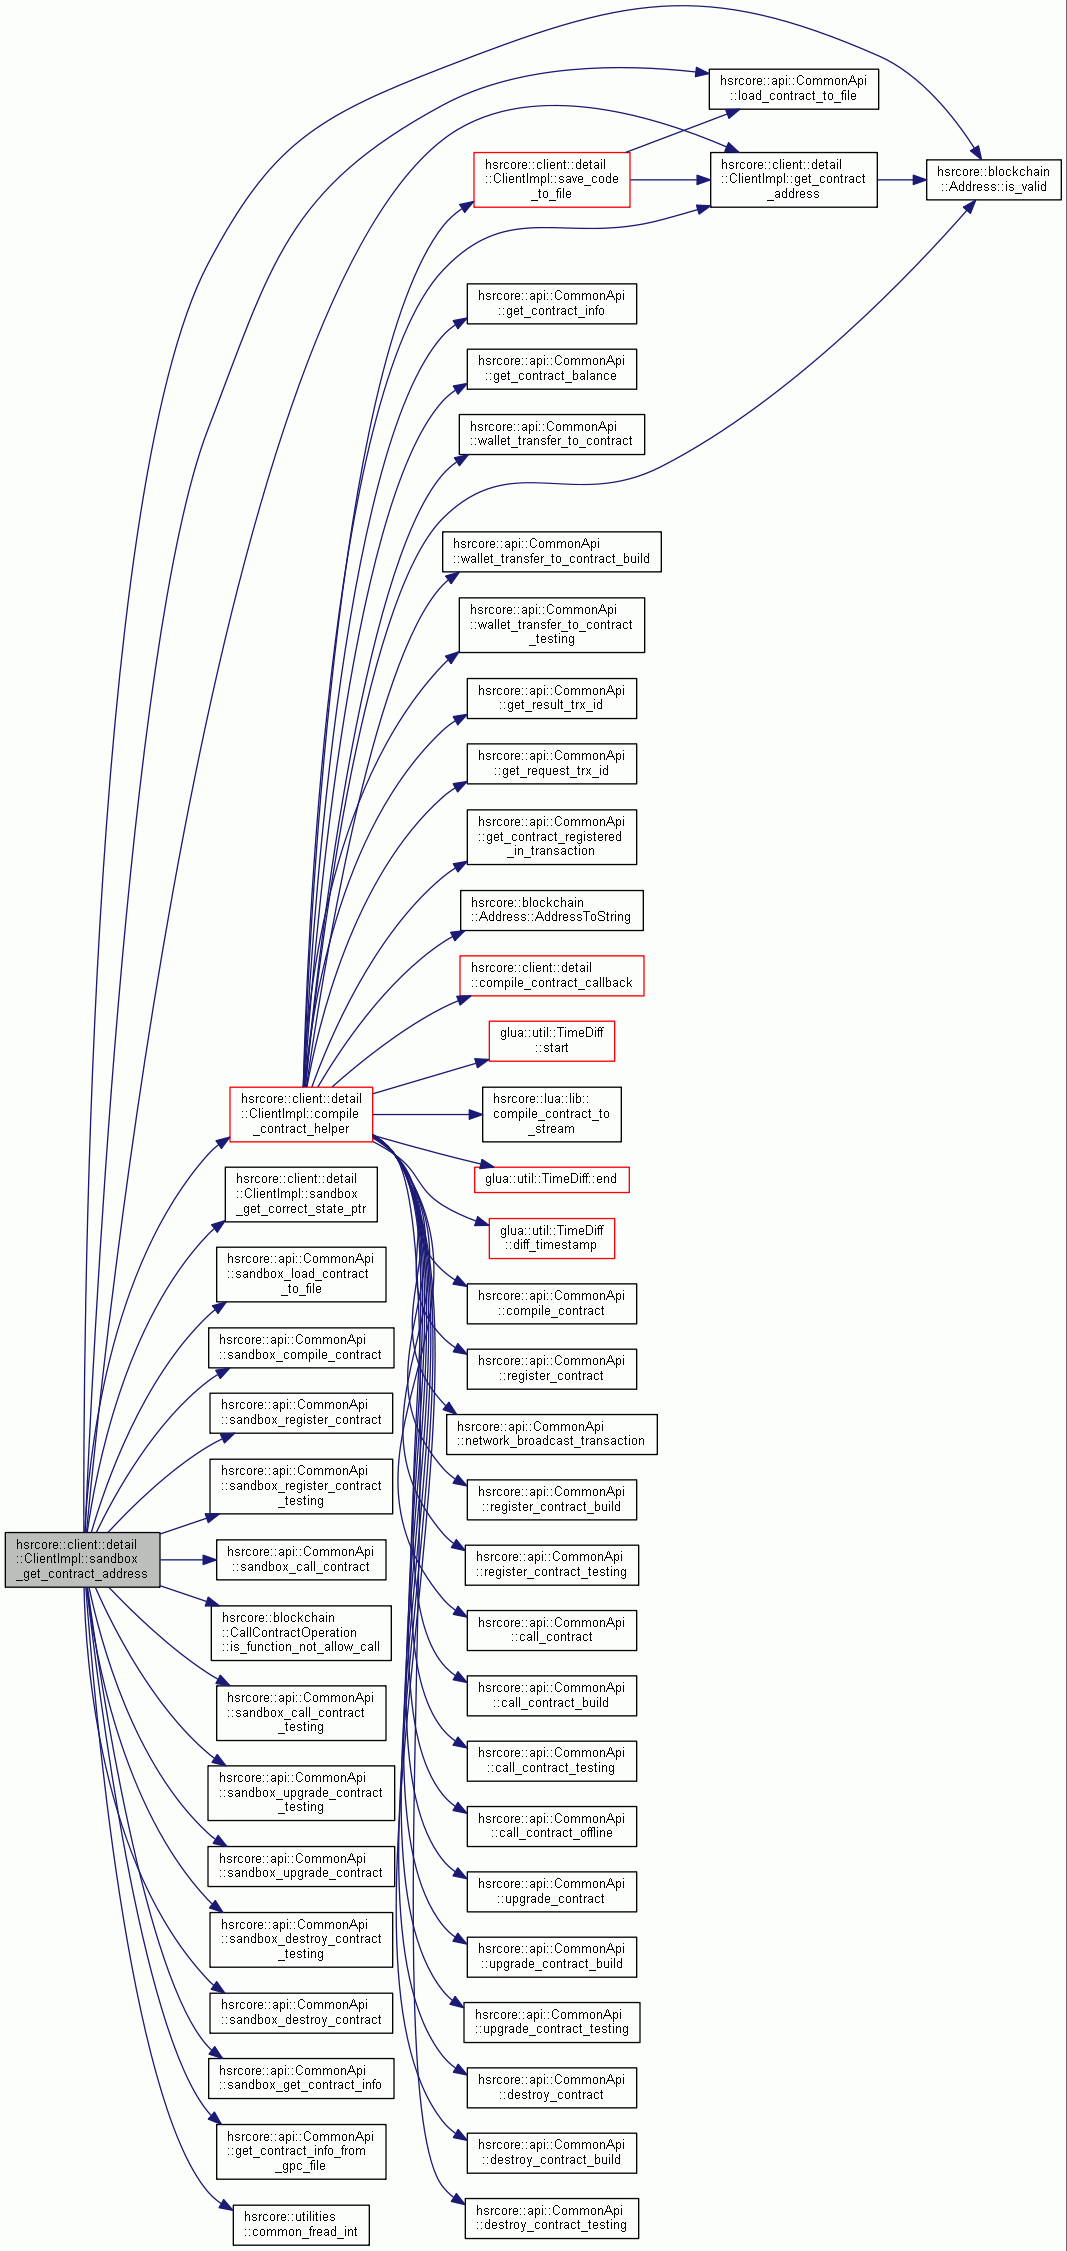 hsrcore::api::CommonApi
::load_contract_to_file
hsrcore::client::detail
::ClientImpl::save_code
_to_file
hsrcore::client::detail
::ClientImpl::get_contract
_address
hsrcore::blockchain
::Address::is_valid
hsrcore::api::CommonApi
::get_contract_info
hsrcore::api::CommonApi
::get_contract_balance
hsrcore::api::CommonApi
::wallet_transfer_to_contract
hsrcore::api::CommonApi
::wallet_transfer_to_contract_build
hsrcore::api::CommonApi
::wallet_transfer_to_contract
_testing
hsrcore::api::CommonApi
::get_result_trx_id
hsrcore::api::CommonApi
::get_request_trx_id
hsrcore::api::CommonApi
::get_contract_registered
_in_transaction
hsrcore::blockchain
::Address::AddressToString
hsrcore::client::detail
::compile_contract_callback
glua::util::TimeDiff
::start
hsrcore::client::detail
::ClientImpl::compile
_contract_helper
hsrcore::lua::lib::
compile_contract_to
_stream
glua::util::TimeDiff::end
hsrcore::client::detail
::ClientImpl::sandbox
_get_correct_state_ptr
glua::util::TimeDiff
::diff_timestamp
hsrcore::api::CommonApi
::sandbox_load_contract
_to_file
hsrcore::api::CommonApi
::compile_contract
hsrcore::api::CommonApi
::sandbox_compile_contract
hsrcore::api::CommonApi
::register_contract
hsrcore::api::CommonApi
::sandbox_register_contract
hsrcore::api::CommonApi
::network_broadcast_transaction
hsrcore::api::CommonApi
::sandbox_register_contract
_testing
hsrcore::api::CommonApi
::register_contract_build
hsrcore::client::detail
::ClientImpl::sandbox
_get_contract_address
hsrcore::api::CommonApi
::sandbox_call_contract
hsrcore::api::CommonApi
::register_contract_testing
hsrcore::blockchain
::CallContractOperation
::is_function_not_allow_call
hsrcore::api::CommonApi
::call_contract
hsrcore::api::CommonApi
::sandbox_call_contract
_testing
hsrcore::api::CommonApi
::call_contract_build
hsrcore::api::CommonApi
::call_contract_testing
hsrcore::api::CommonApi
::sandbox_upgrade_contract
_testing
hsrcore::api::CommonApi
::call_contract_offline
hsrcore::api::CommonApi
::sandbox_upgrade_contract
hsrcore::api::CommonApi
::upgrade_contract
hsrcore::api::CommonApi
::sandbox_destroy_contract
_testing
hsrcore::api::CommonApi
::upgrade_contract_build
hsrcore::api::CommonApi
::sandbox_destroy_contract
hsrcore::api::CommonApi
::upgrade_contract_testing
hsrcore::api::CommonApi
::sandbox_get_contract_info
hsrcore::api::CommonApi
::destroy_contract
hsrcore::api::CommonApi
::get_contract_info_from
_gpc_file
hsrcore::api::CommonApi
::destroy_contract_build
hsrcore::utilities
::common_fread_int
hsrcore::api::CommonApi
::destroy_contract_testing